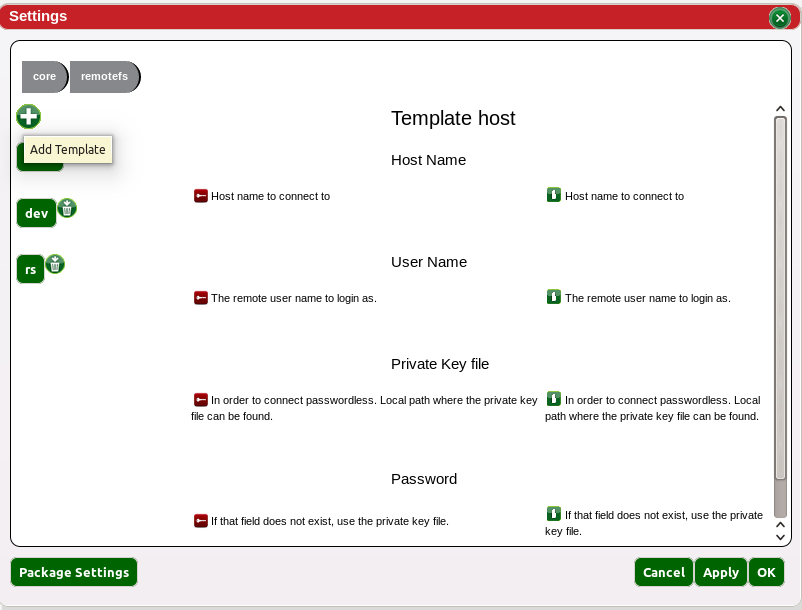 Settings
core
remotefs
Add Template
dev
rs
Template host
Host Name
Host name to connect to
Host name to connect to
User Name
The remote user name to login as.
The remote user name to login as.
Private Key file
In order to connect passwordless. Local path where the private key
file can be found.
In order to connect passwordless. Local
path where the private key file can be found.
Password
If that field does not exist, use the private key file.
If that field does not exist, use the private
key file.
Package Settings
Cancel
Apply
OK